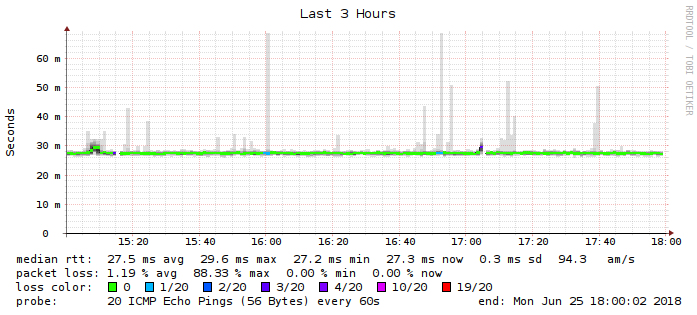 Last 3 Hours
RRDTOOL / TOBI OETIKER
Seconds
60 m
50 m
40 m
30 m
20 m
10 m
0
15:20 15:40 16:00 16:20 16:40 17:00 17:20 17:40 18:00
median rtt: 27.5 ms avg 29.6 ms max 27.2 ms min 27.3 ms now 0.3 ms sd 94.3 am/s
packet loss: 1.19 % avg 88.33 % max 0.00 % min 0.00 % now
loss color: 0 1/20 2/20 3/20 4/20 10/20 19/20
probe: 20 ICMP Echo Pings (56 Bytes) every 60s end: Mon Jun 25 18:00:02 2018